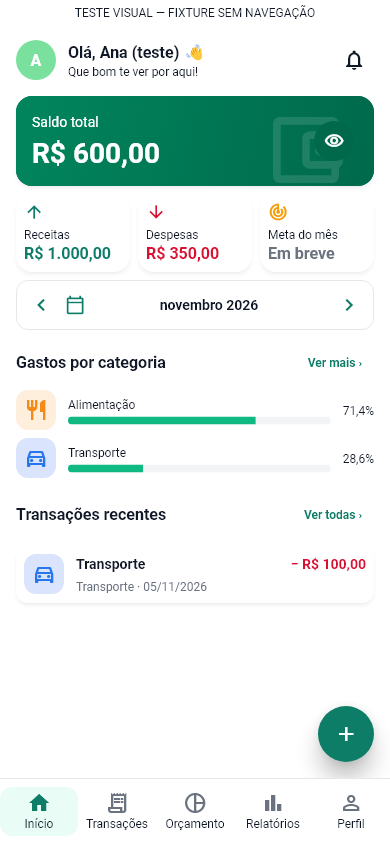 TESTE VISUAL — FIXTURE SEM NAVEGAÇÃO
A
Olá, Ana (teste) 👋
Que bom te ver por aqui!
Saldo total
R$ 600,00
Receitas
R$ 1.000,00
Despesas
R$ 350,00
Meta do mês
Em breve
novembro 2026
Gastos por categoria
Ver mais ›
Alimentação
71,4%
Transporte
28,6%
Transações recentes
Ver todas ›
Transporte
− R$ 100,00
Transporte · 05/11/2026
+
Início
Transações
Orçamento
Relatórios
Perfil